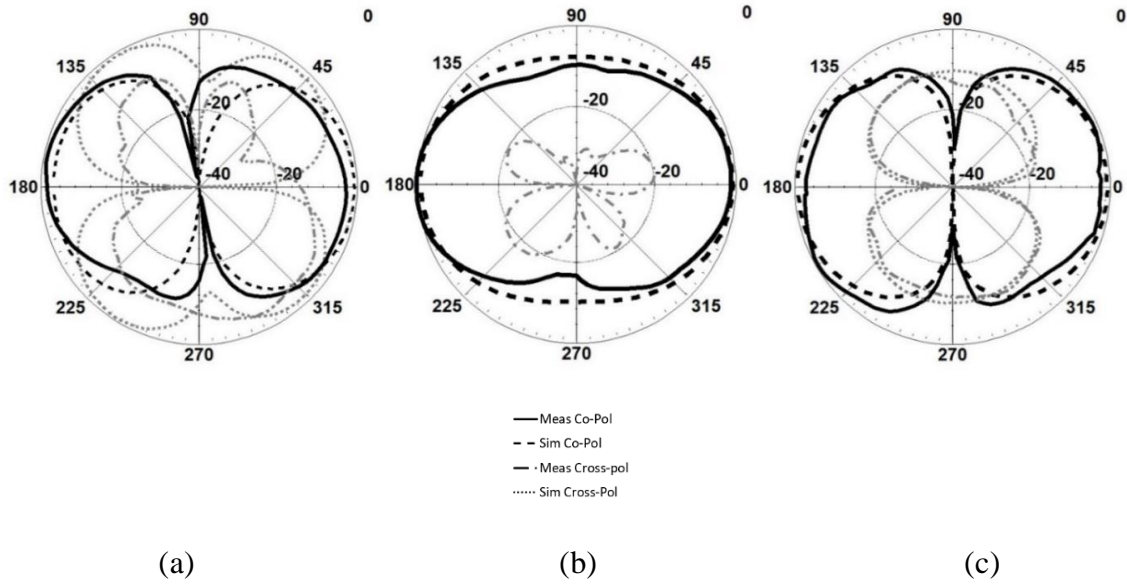 90 0 90 0 90 0
135 45 135 45 135 45
-20 -20 -20
180 -40 -20 0 180 -40 -20 0 180 -40 -20 0
225 315 225 315 225 315
270 270 270
Meas Co-Pol
Sim Co-Pol
Meas Cross-pol
Sim Cross-Pol
(a) (b) (c)